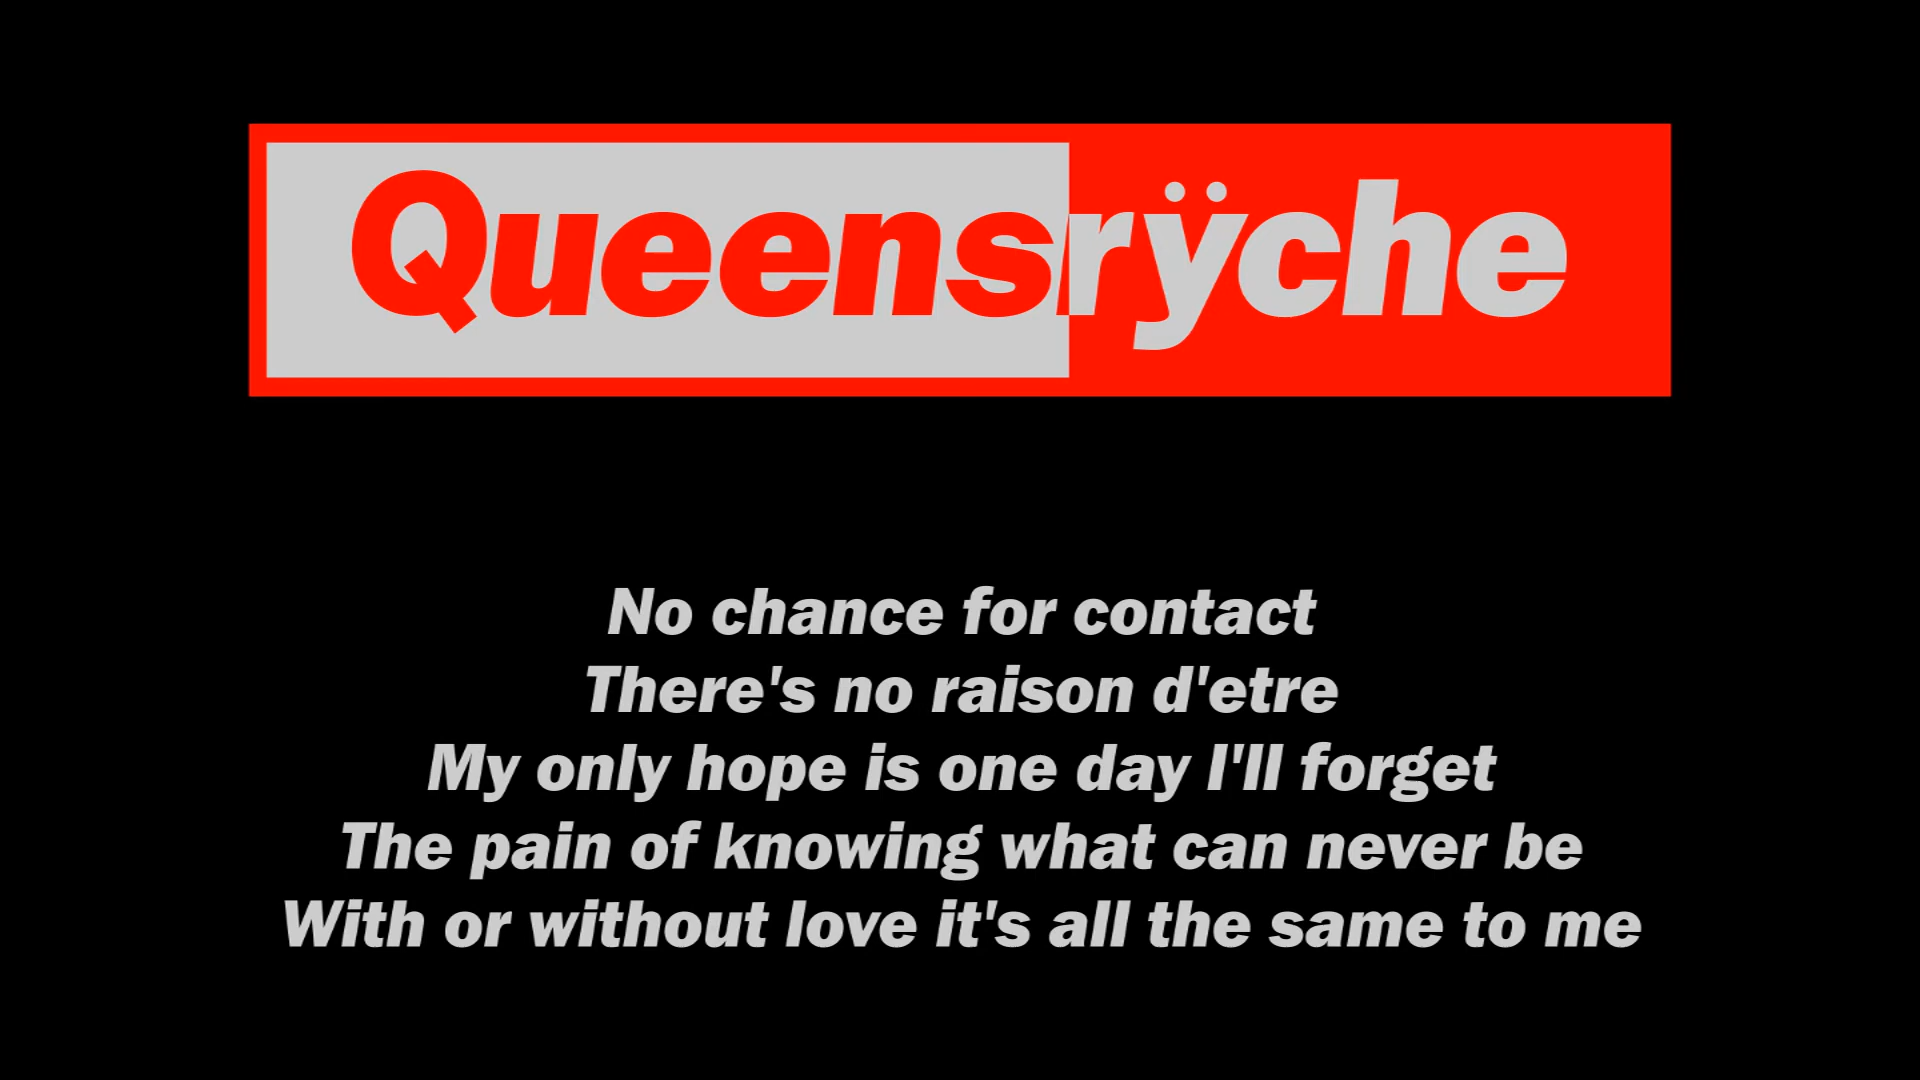 Queensrÿche
No chance for contact
There's no raison d'etre
My only hope is one day I'll forget
The pain of knowing what can never be
With or without love it's all the same to me